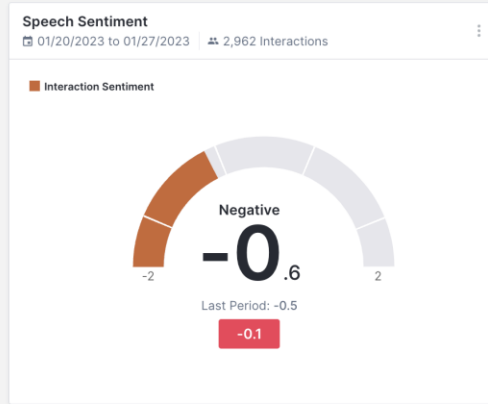 Speech Sentiment
01/20/2023 to 01/27/2023 2,962 Interactions
Interaction Sentiment
Negative
-0.6
-2 2
Last Period: -0.5
-0.1